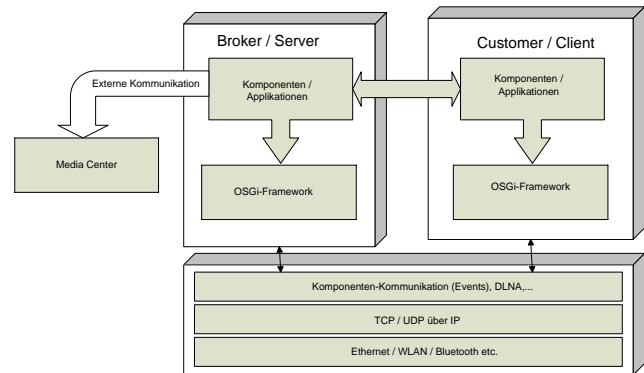 Broker / Server
Customer / Client
Externe Kommunikation
Komponenten /
Applikationen
Komponenten /
Applikationen
Media Center
OSGi-Framework
OSGi-Framework
Komponenten-Kommunikation (Events), DLNA,...
TCP / UDP über IP
Ethernet / WLAN / Bluetooth etc.